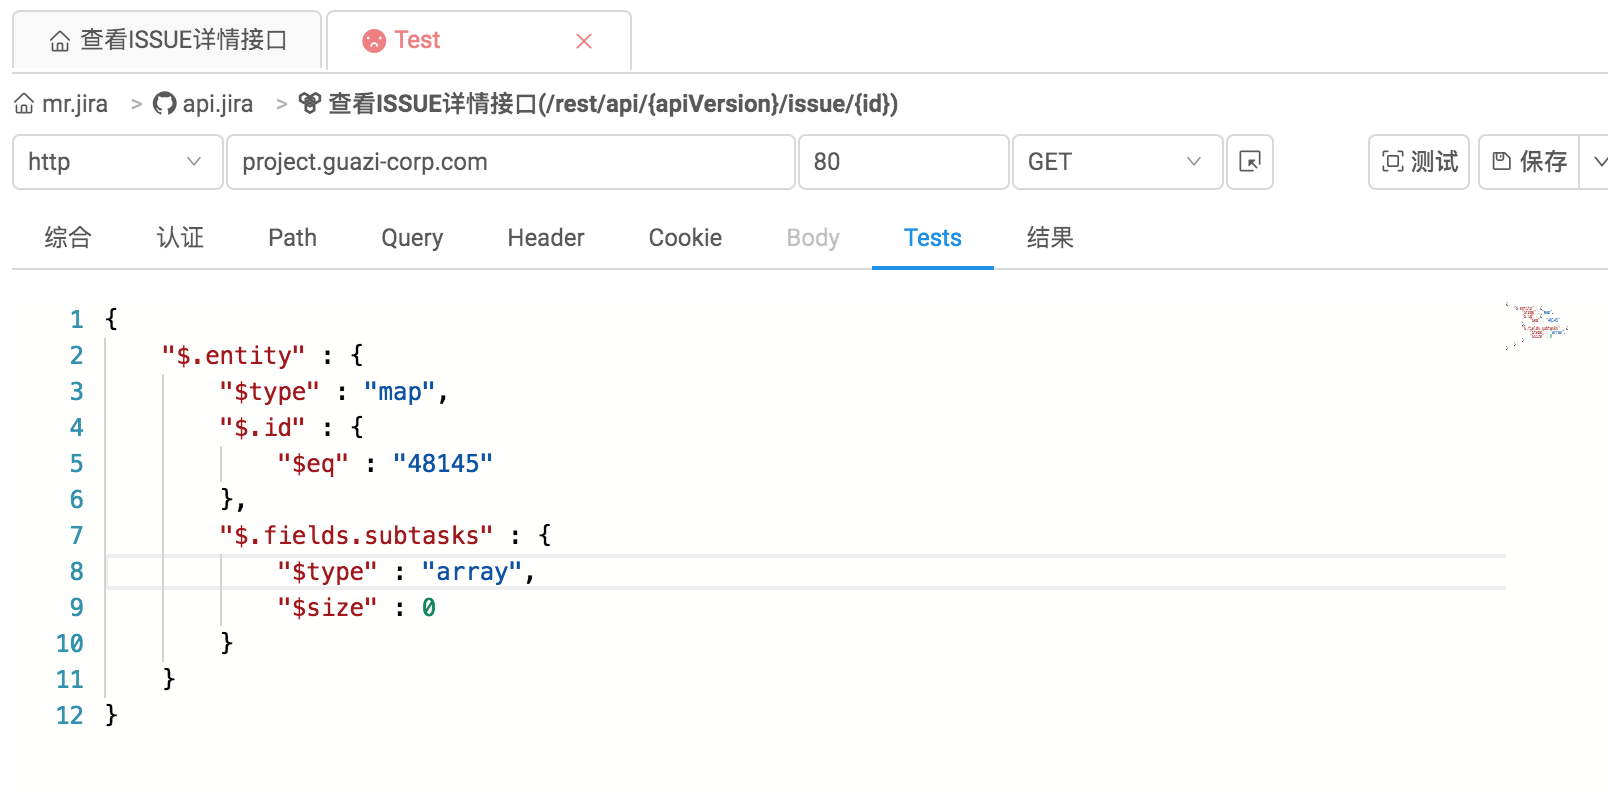 查看ISSUE详情接口 Test
mr.jira > api.jira > 查看ISSUE详情接口(/rest/api/{apiVersion}/issue/{id})
http project.guazi-corp.com 80 GET 测试 保存
综合 认证 Path Query Header Cookie Body Tests 结果
1 {
2 "$.entity" : {
3 "$type" : "map",
4 "$.id" : {
5 "$eq" : "48145"
6 },
7 "$.fields.subtasks" : {
8 "$type" : "array",
9 "$size" : 0
10 }
11 }
12 }